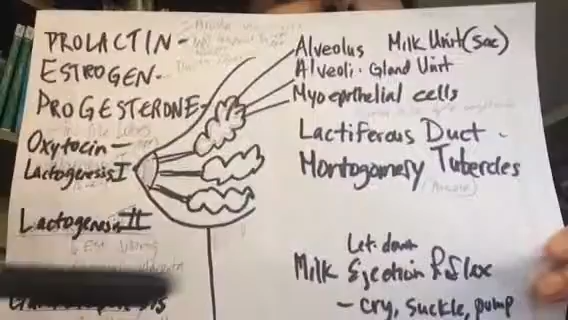 PROLACTIN -
ESTROGEN -
PROGESTERONE -
Oxytocin -
Lactogenesis I
Lactogenesis II
Alveolus Milk Unit (sac)
Alveoli. Gland Unit
Myoepithelial cells
Lactiferous Duct.
Montogomery Tubercles
Let down
Milk Ejection Reflex
- cry, suckle, pump